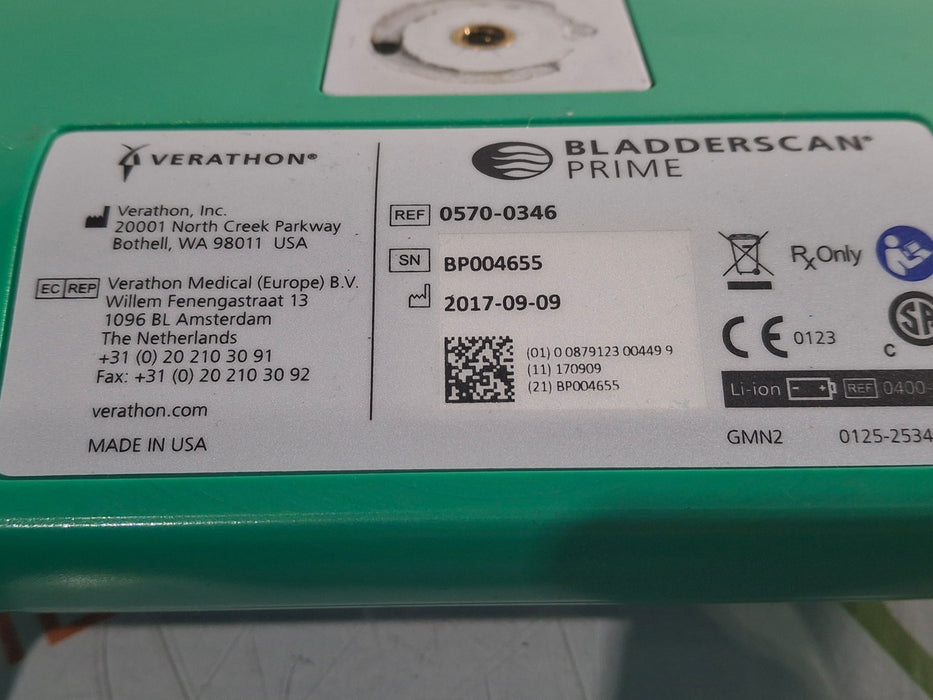 VERATHON®
Verathon, Inc.
20001 North Creek Parkway
Bothell, WA 98011 USA
EC REP
Verathon Medical (Europe) B.V.
Willem Fenengastraat 13
1096 BL Amsterdam
The Netherlands
+31 (0) 20 210 30 91
Fax: +31 (0) 20 210 30 92
verathon.com
MADE IN USA
BLADDERSCAN®
PRIME
REF 0570-0346
SN BP004655
2017-09-09
(01) 0 0879123 00449 9
(11) 170909
(21) BP004655
Rx Only
CE 0123
C SA
Li-ion - + REF 0400-
GMN2 0125-2534